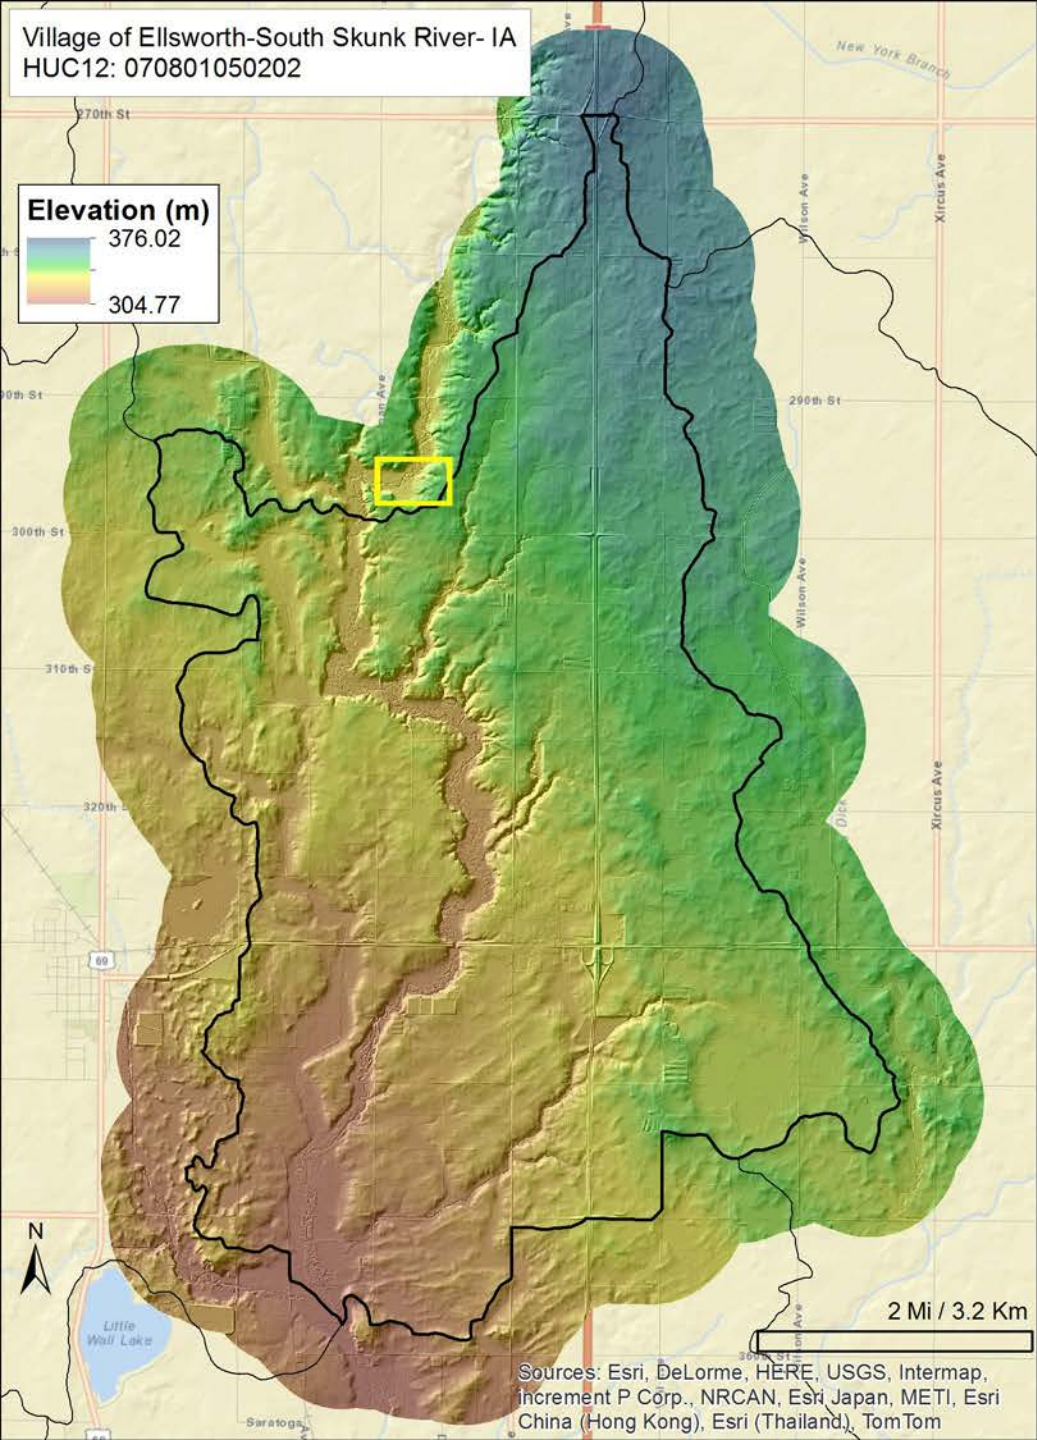 Village of Ellsworth-South Skunk River- IA
HUC12: 070801050202
New York Branch
270th St
Wilson Ave
Xircus Ave
Elevation (m)
376.02
304.77
290th St
300th St
Wilson Ave
310th St
320th
Dick
Xircus Ave
69
N
Little
Wall Lake
2 Mi / 3.2 Km
Sources: Esri, DeLorme, HERE, USGS, Intermap,
increment P Corp., NRCAN, Esri Japan, METI, Esri
China (Hong Kong), Esri (Thailand), TomTom
Saratoga